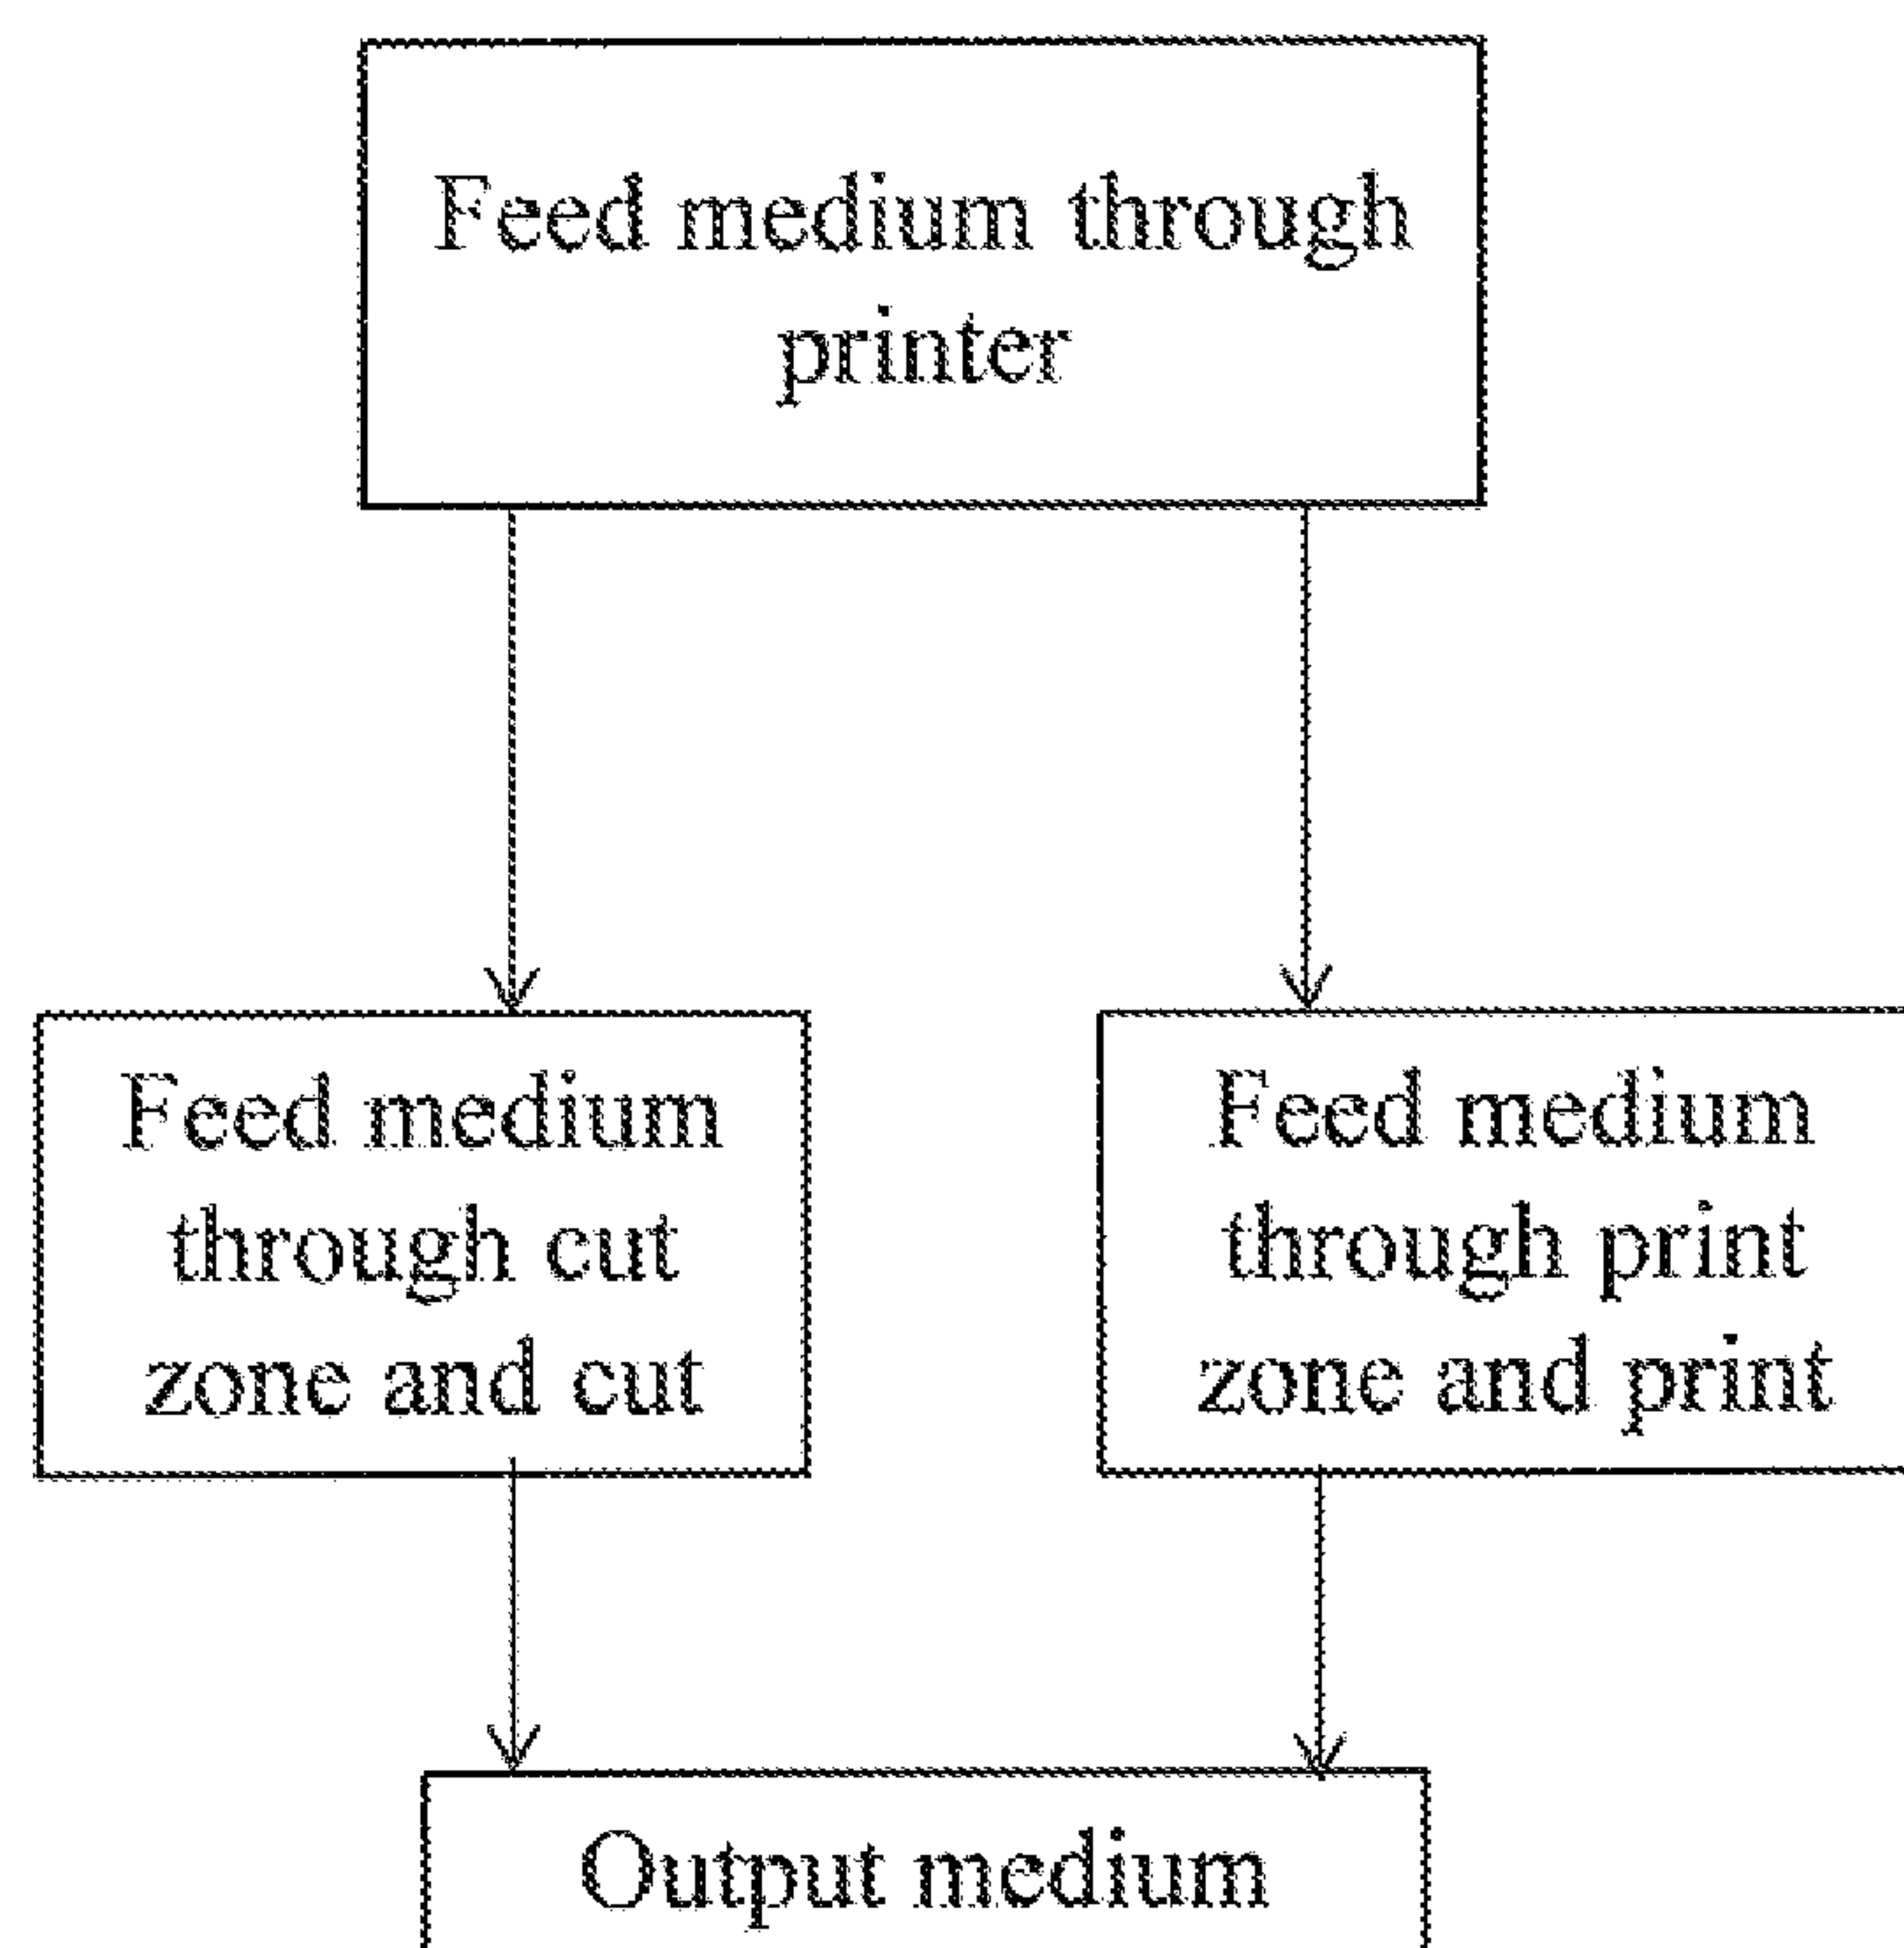 Feed medium through
printer
Feed medium
through cut
zone and cut
Feed medium
through print
zone and print
Output medium